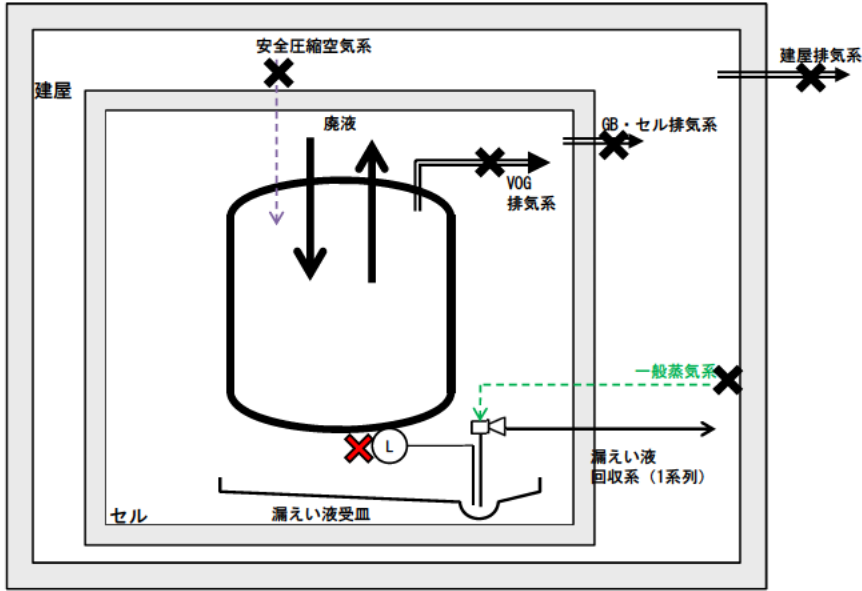 安全圧縮空気系
建屋排気系
建屋
廃液
GB・セル排気系
VOG
排気系
一般蒸気系
L
漏えい液
回収系（1系列）
漏えい液受皿
セル